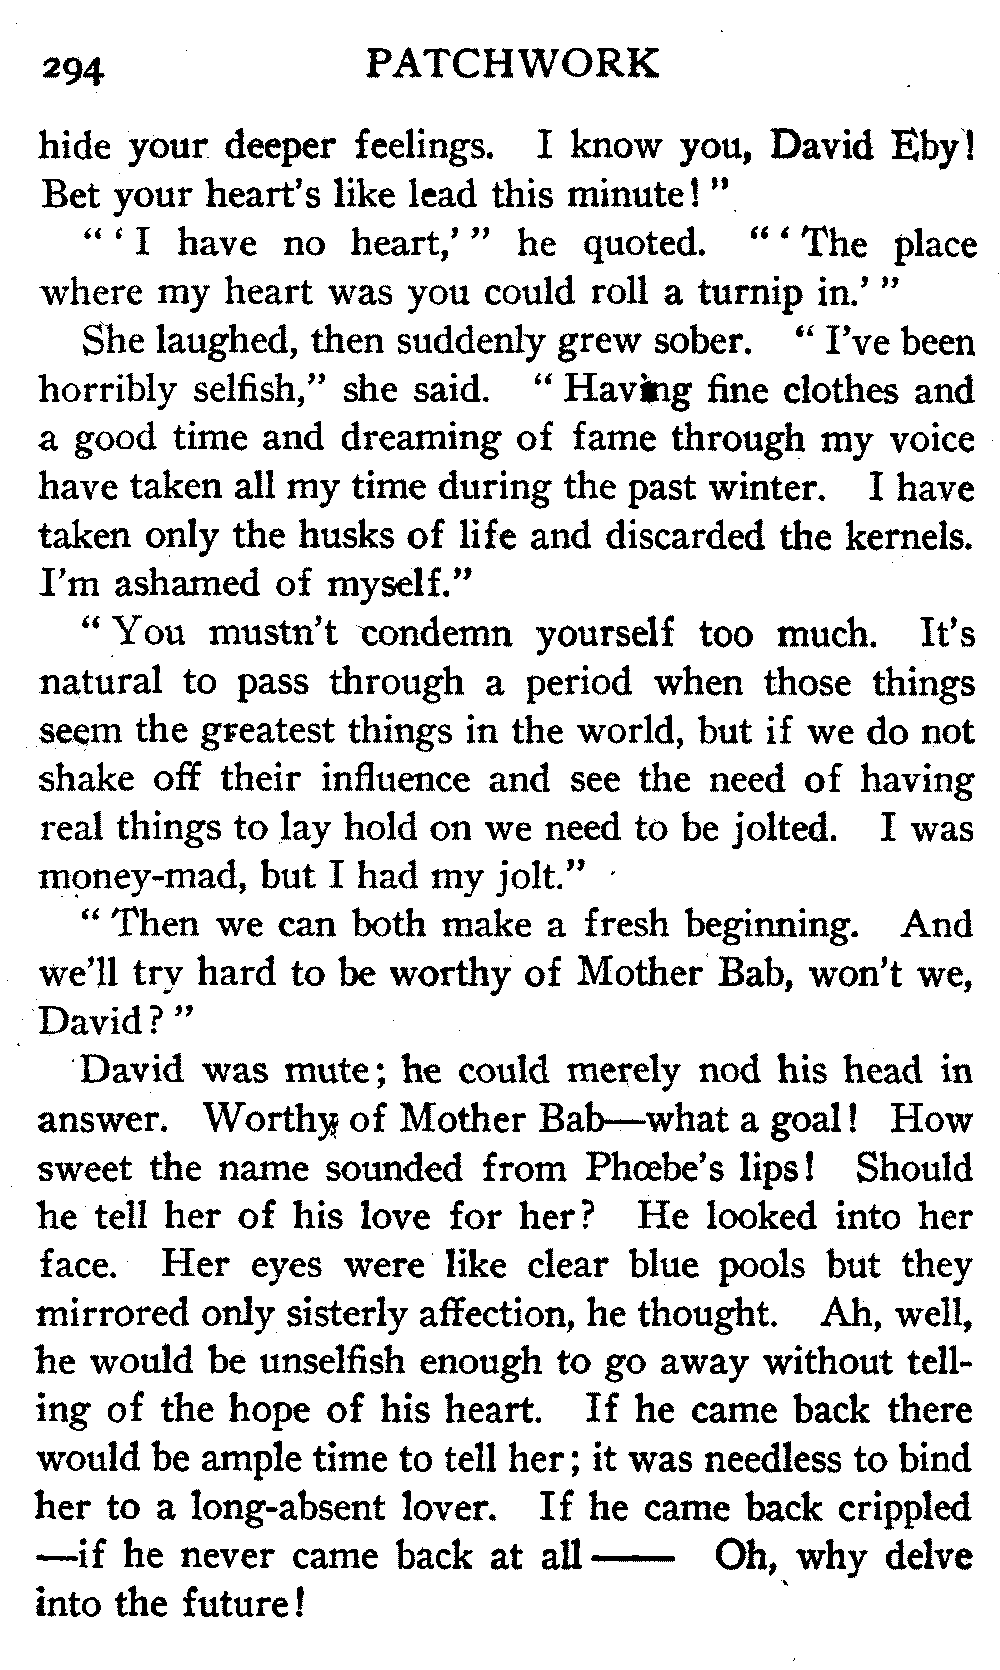 294 PATCHWORK
hide your deeper feelings. I know you, David Eby!
Bet your heart's like lead this minute!"
"'I have no heart,'" he quoted. "'The place
where my heart was you could roll a turnip in.'"
She laughed, then suddenly grew sober. "I've been
horribly selfish," she said. "Having fine clothes and
a good time and dreaming of fame through my voice
have taken all my time during the past winter. I have
taken only the husks of life and discarded the kernels.
I'm ashamed of myself."
"You mustn't condemn yourself too much. It's
natural to pass through a period when those things
seem the greatest things in the world, but if we do not
shake off their influence and see the need of having
real things to lay hold on we need to be jolted. I was
money-mad, but I had my jolt."
"Then we can both make a fresh beginning. And
we'll try hard to be worthy of Mother Bab, won't we,
David?"
David was mute; he could merely nod his head in
answer. Worthy of Mother Bab—what a goal! How
sweet the name sounded from Phœbe's lips! Should
he tell her of his love for her? He looked into her
face. Her eyes were like clear blue pools but they
mirrored only sisterly affection, he thought. Ah, well,
he would be unselfish enough to go away without tell-
ing of the hope of his heart. If he came back there
would be ample time to tell her; it was needless to bind
her to a long-absent lover. If he came back crippled
—if he never came back at all—— Oh, why delve
into the future!